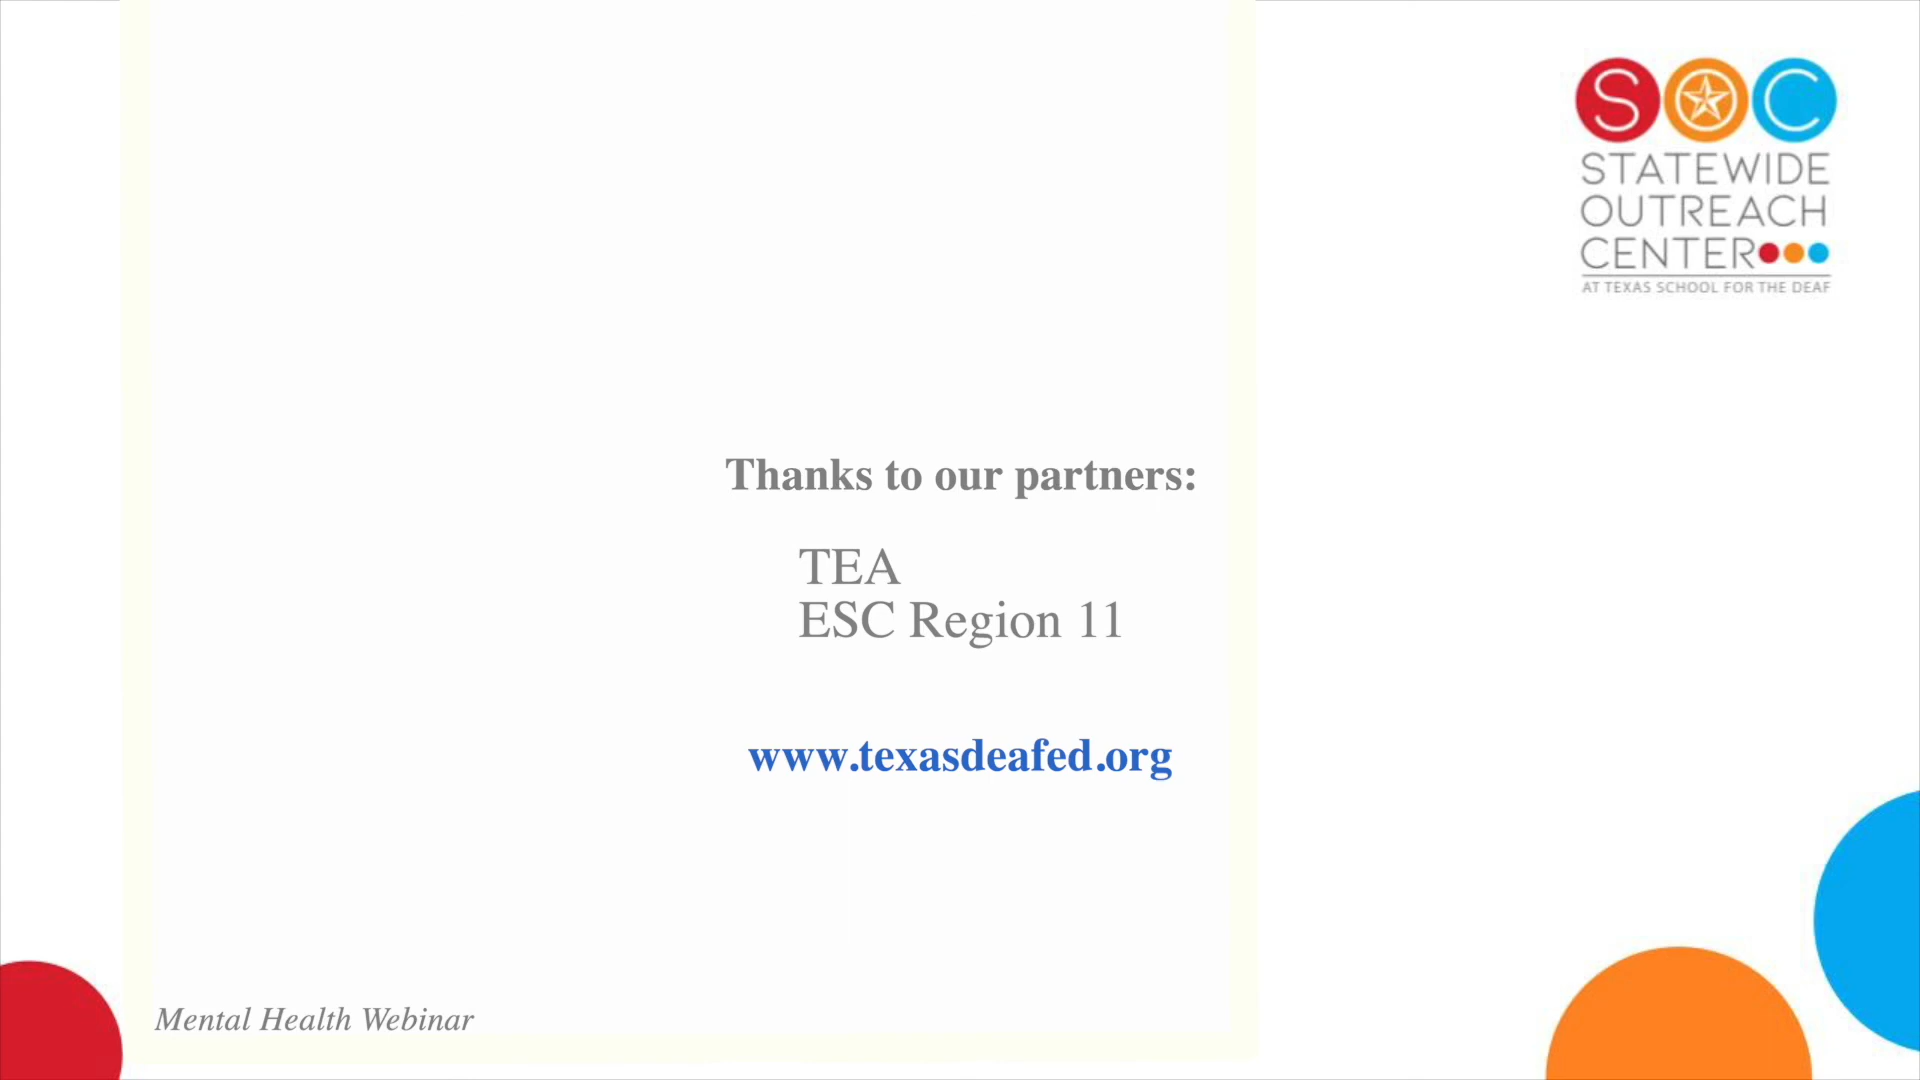 SOC
STATEWIDE
OUTREACH
CENTER
AT TEXAS SCHOOL FOR THE DEAF
Thanks to our partners:
TEA
ESC Region 11
www.texasdeafed.org
Mental Health Webinar